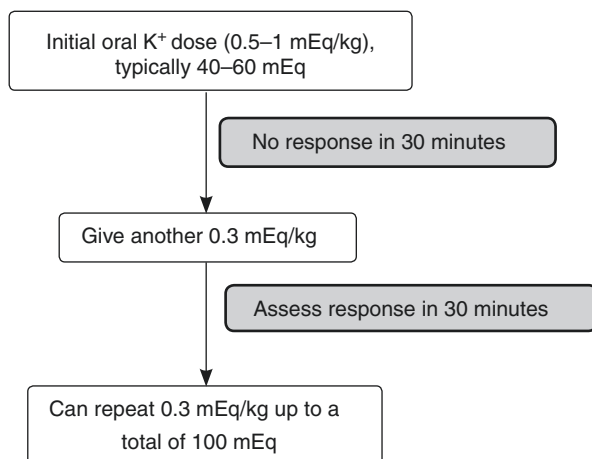 Initial oral K⁺ dose (0.5–1 mEq/kg),
typically 40–60 mEq
No response in 30 minutes
Give another 0.3 mEq/kg
Assess response in 30 minutes
Can repeat 0.3 mEq/kg up to a
total of 100 mEq